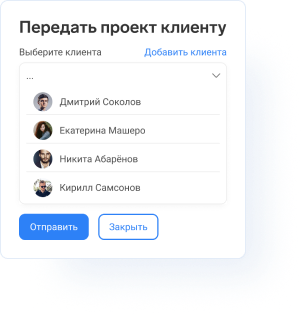 Передать проект клиенту
Выберите клиента Добавить клиента
...
Дмитрий Соколов
Екатерина Машеро
Никита Абарёнов
Кирилл Самсонов
Отправить Закрыть